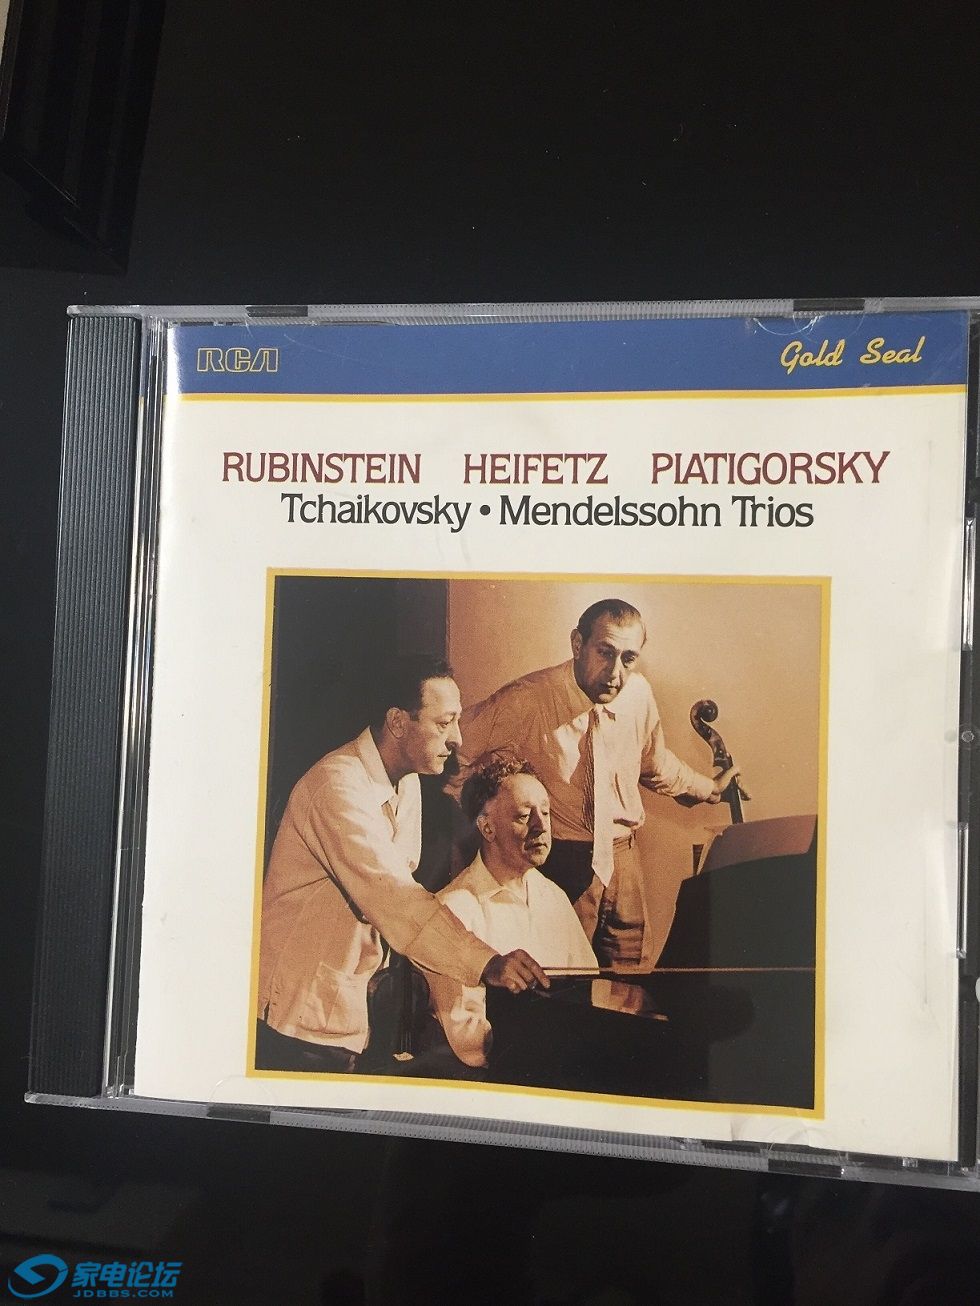 RCA Gold Seal
RUBINSTEIN HEIFETZ PIATIGORSKY
Tchaikovsky • Mendelssohn Trios
家电论坛
JDBBS.COM